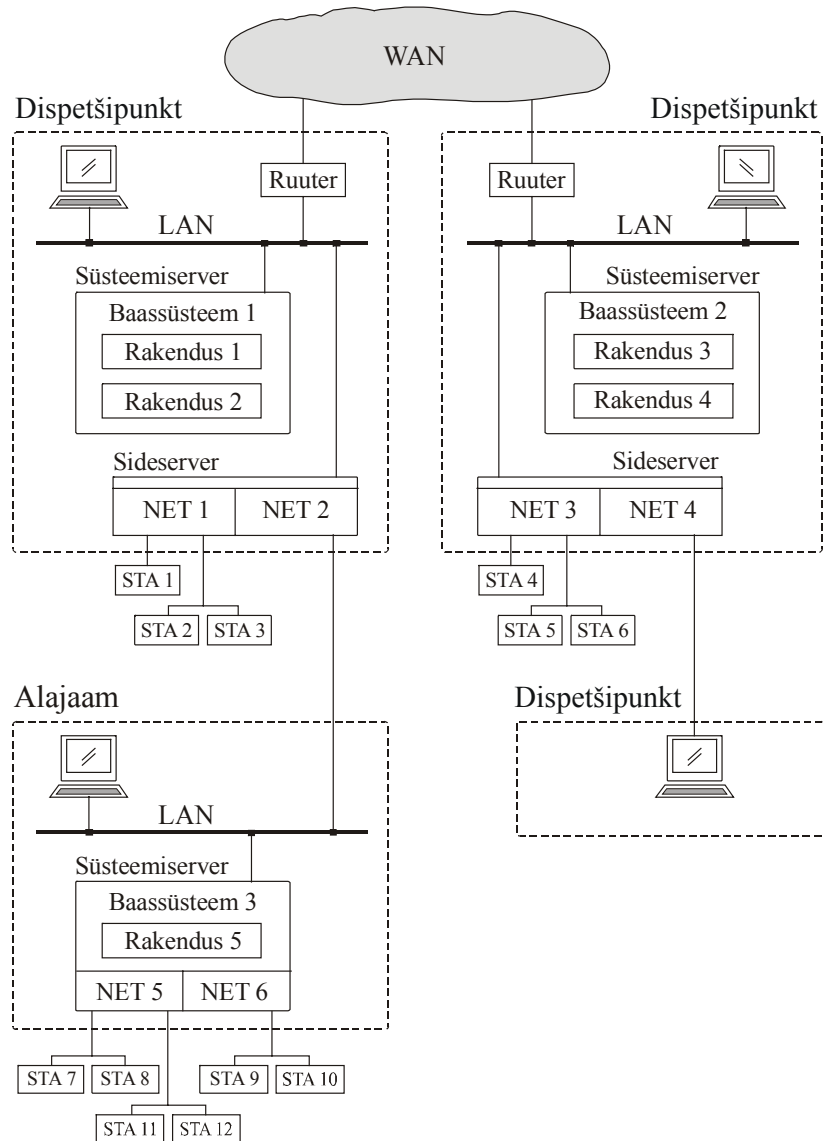 WAN
Dispetšipunkt
Ruuter
LAN
Süsteemiserver
Baassüsteem 1
Rakendus 1
Rakendus 2
Sideserver
NET 1
NET 2
STA 1
STA 2
STA 3
Dispetšipunkt
Ruuter
LAN
Süsteemiserver
Baassüsteem 2
Rakendus 3
Rakendus 4
Sideserver
NET 3
NET 4
STA 4
STA 5
STA 6
Alajaam
LAN
Süsteemiserver
Baassüsteem 3
Rakendus 5
NET 5
NET 6
STA 7
STA 8
STA 9
STA 10
STA 11
STA 12
Dispetšipunkt